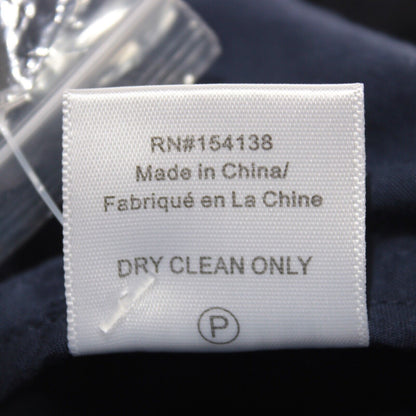 RN#154138
Made in China/
Fabriqué en La Chine
DRY CLEAN ONLY
P